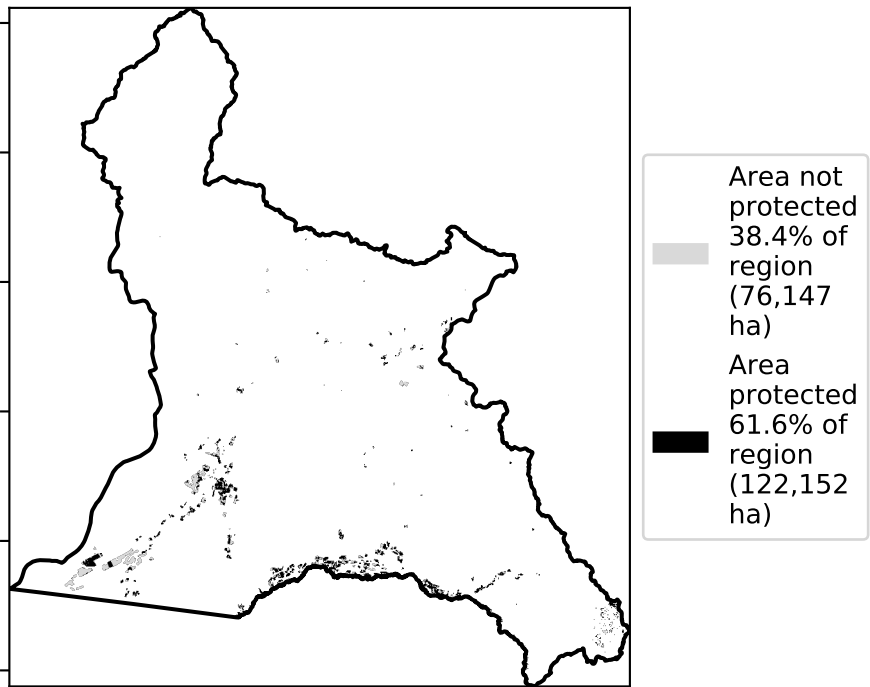 Area not
protected
38.4% of
region
(76,147
ha)
Area
protected
61.6% of
region
(122,152
ha)